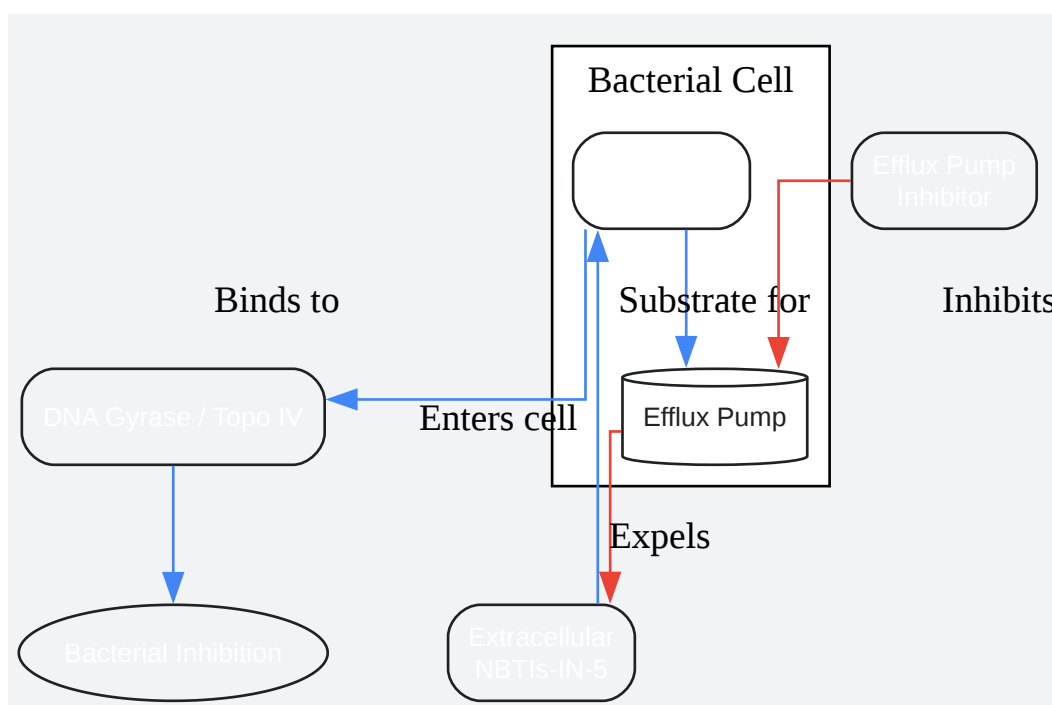 Bacterial Cell
Efflux Pump
Inhibitor
Binds to
Substrate for
Inhibits
DNA Gyrase / Topo IV
Enters cell
Efflux Pump
Expels
Bacterial Inhibition
Extracellular
NBTIs-IN-5